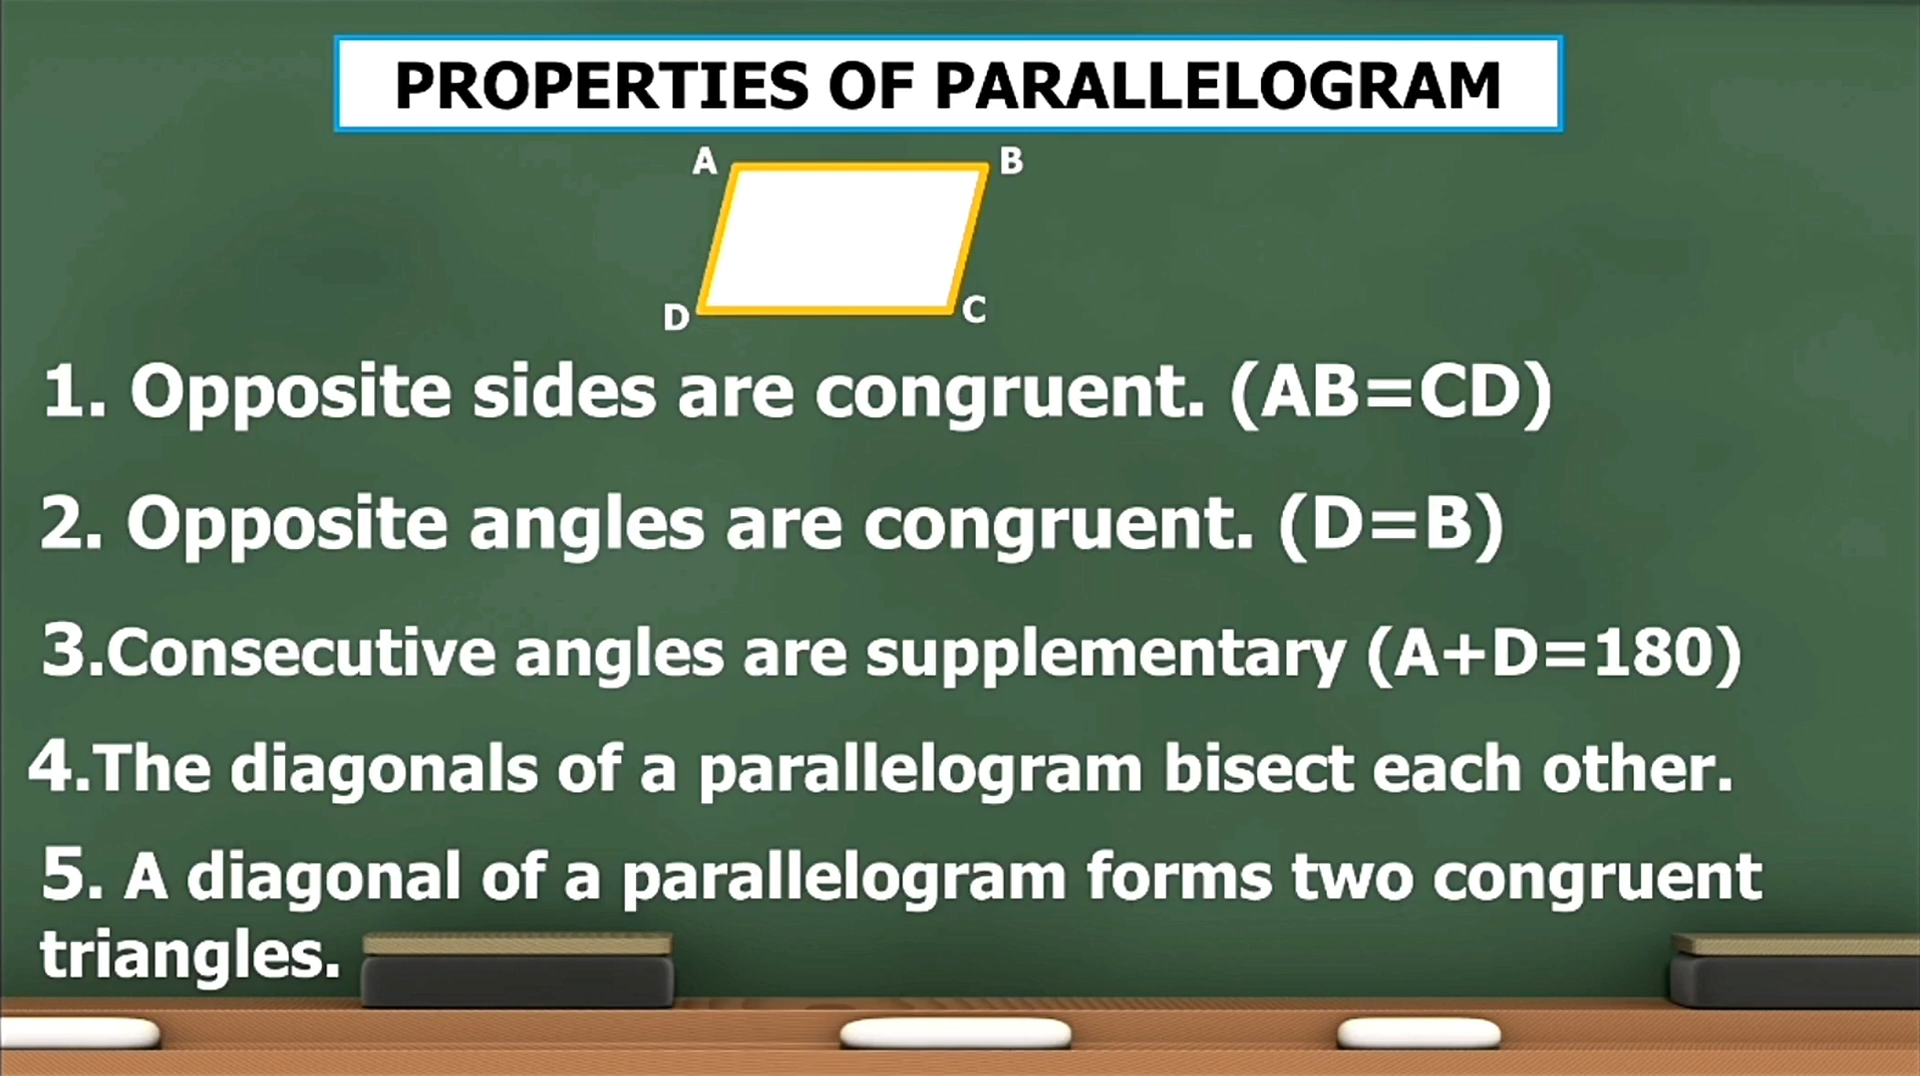 PROPERTIES OF PARALLELOGRAM
A B
D C
1. Opposite sides are congruent. (AB=CD)
2. Opposite angles are congruent. (D=B)
3.Consecutive angles are supplementary (A+D=180)
4.The diagonals of a parallelogram bisect each other.
5. A diagonal of a parallelogram forms two congruent
triangles.